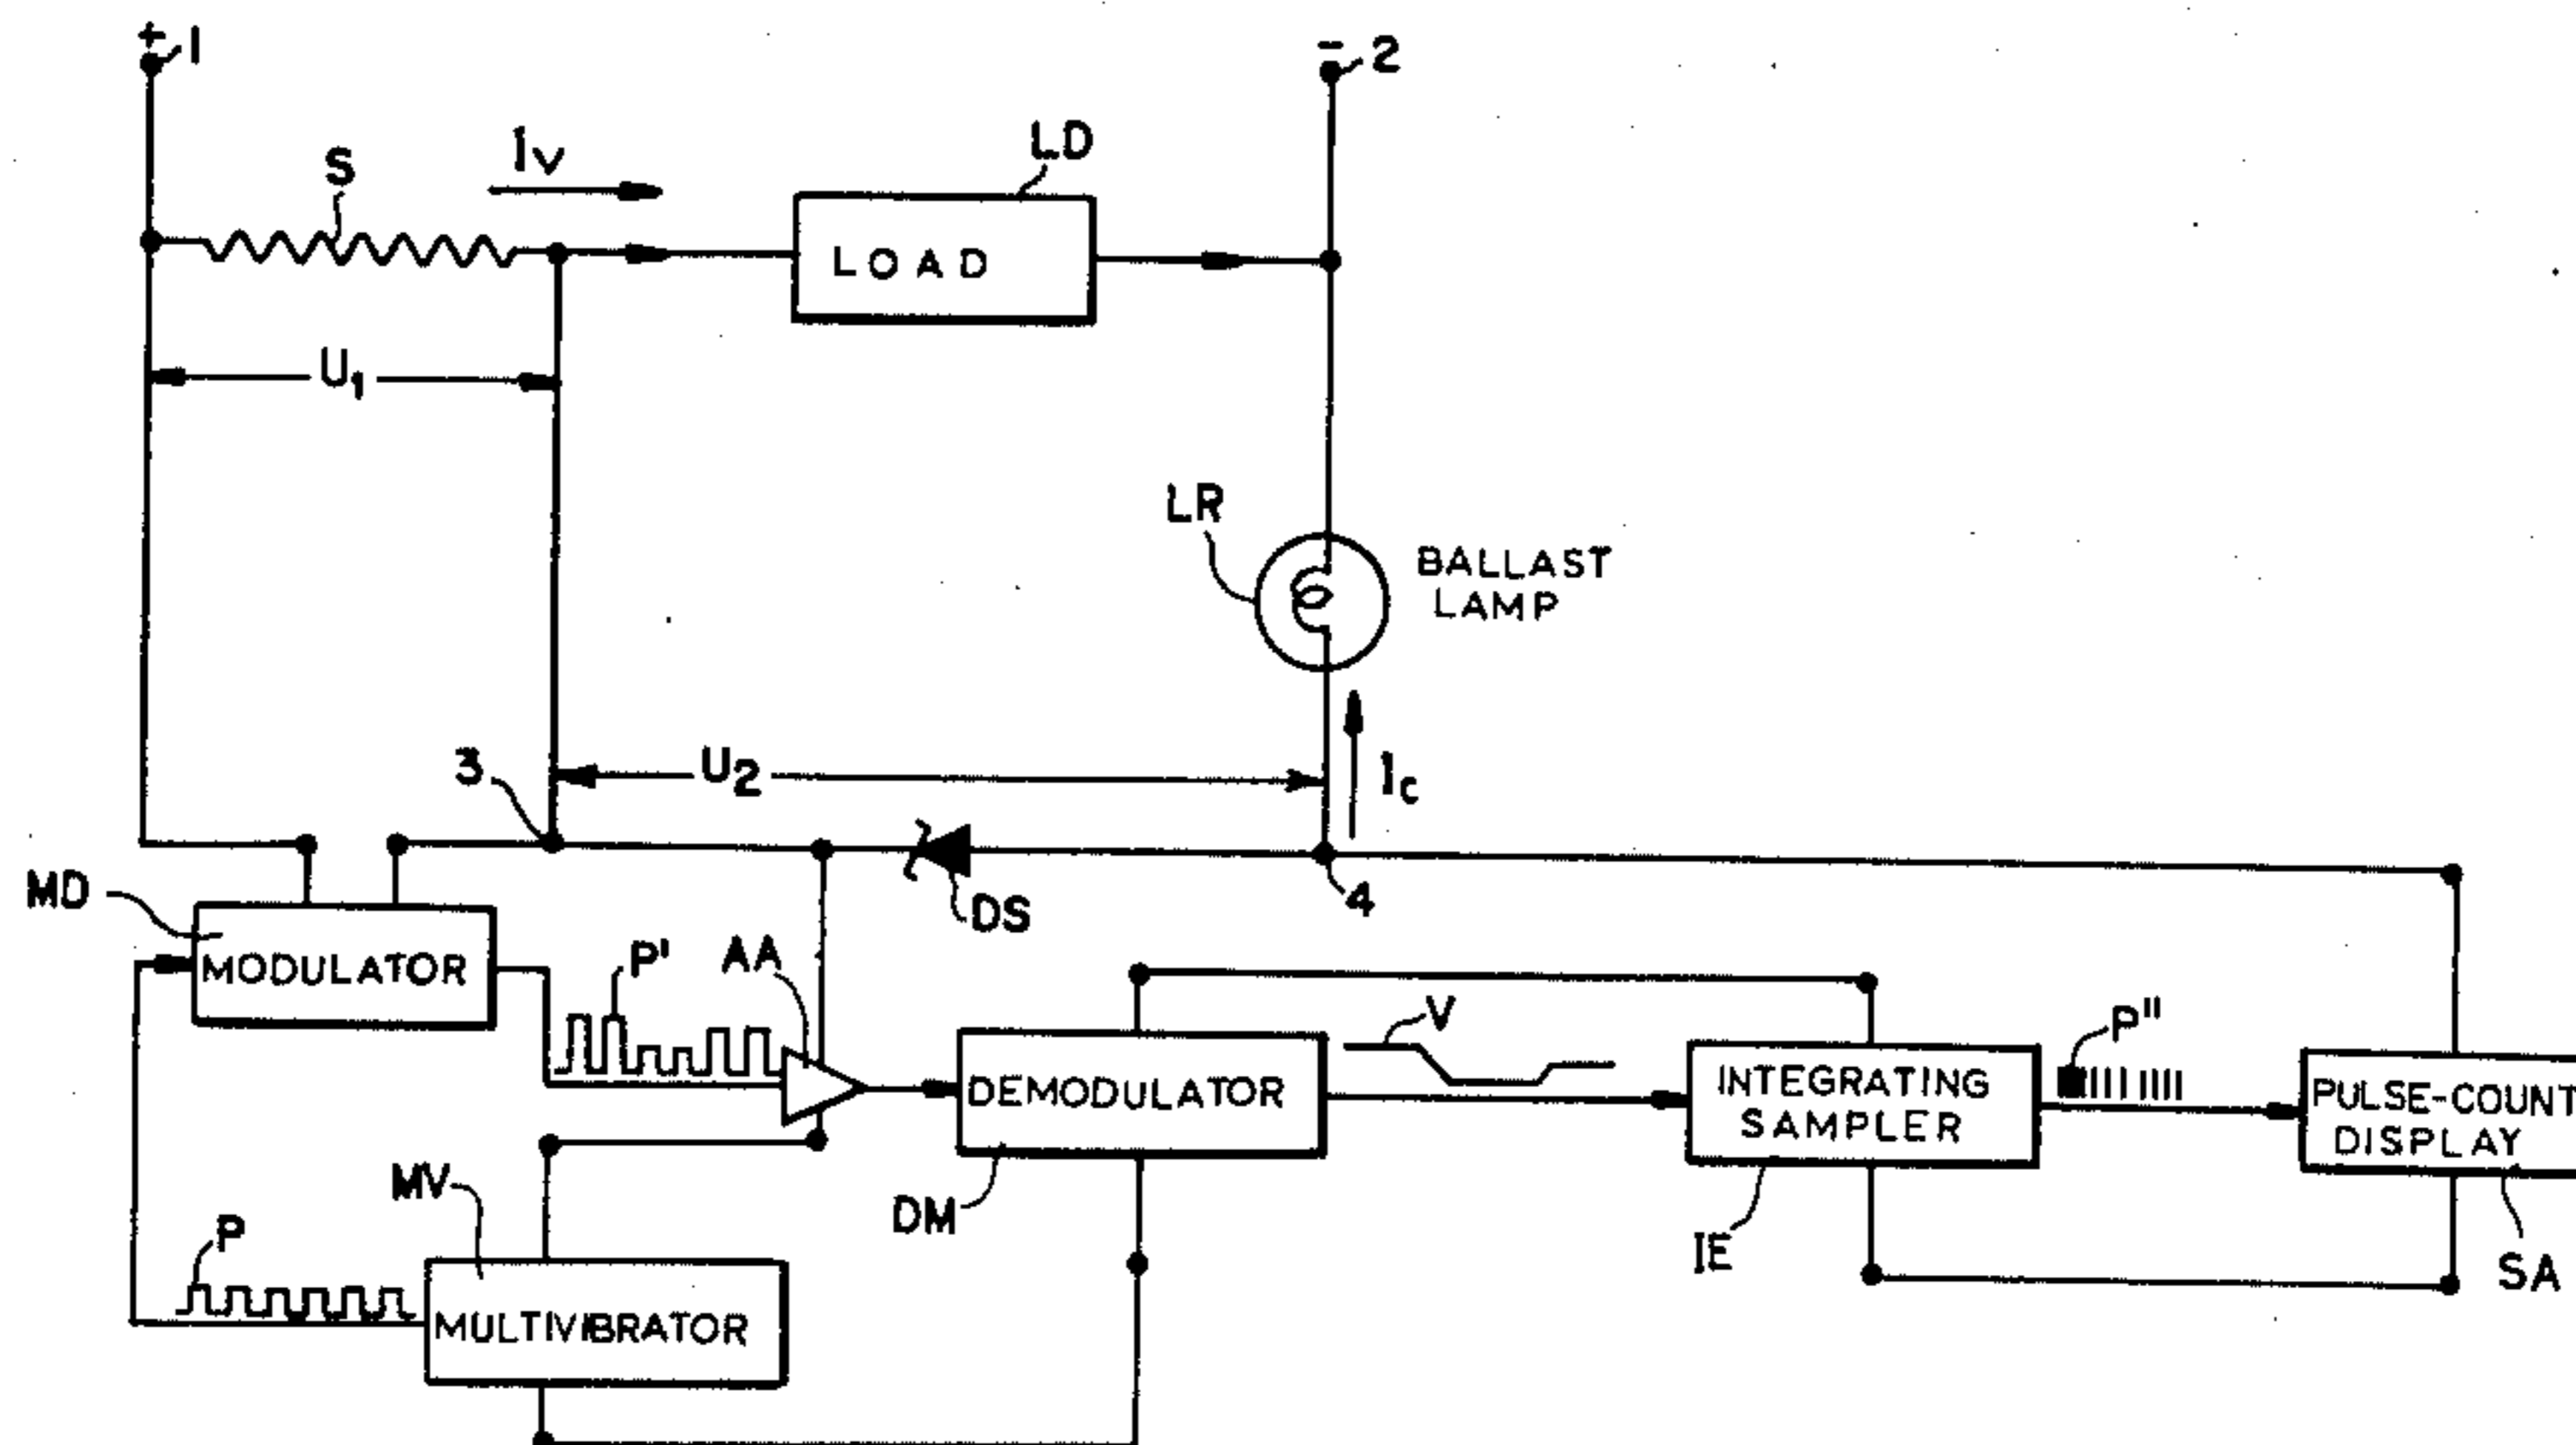 + 1
- 2
S
Iv
LD
LOAD
U1
LR
BALLAST
LAMP
3
U2
Ic
MD
DS
4
MODULATOR
P'
AA
V
P"
DEMODULATOR
INTEGRATING
SAMPLER
PULSE-COUNT
DISPLAY
MV
DM
IE
SA
P
MULTIVIBRATOR